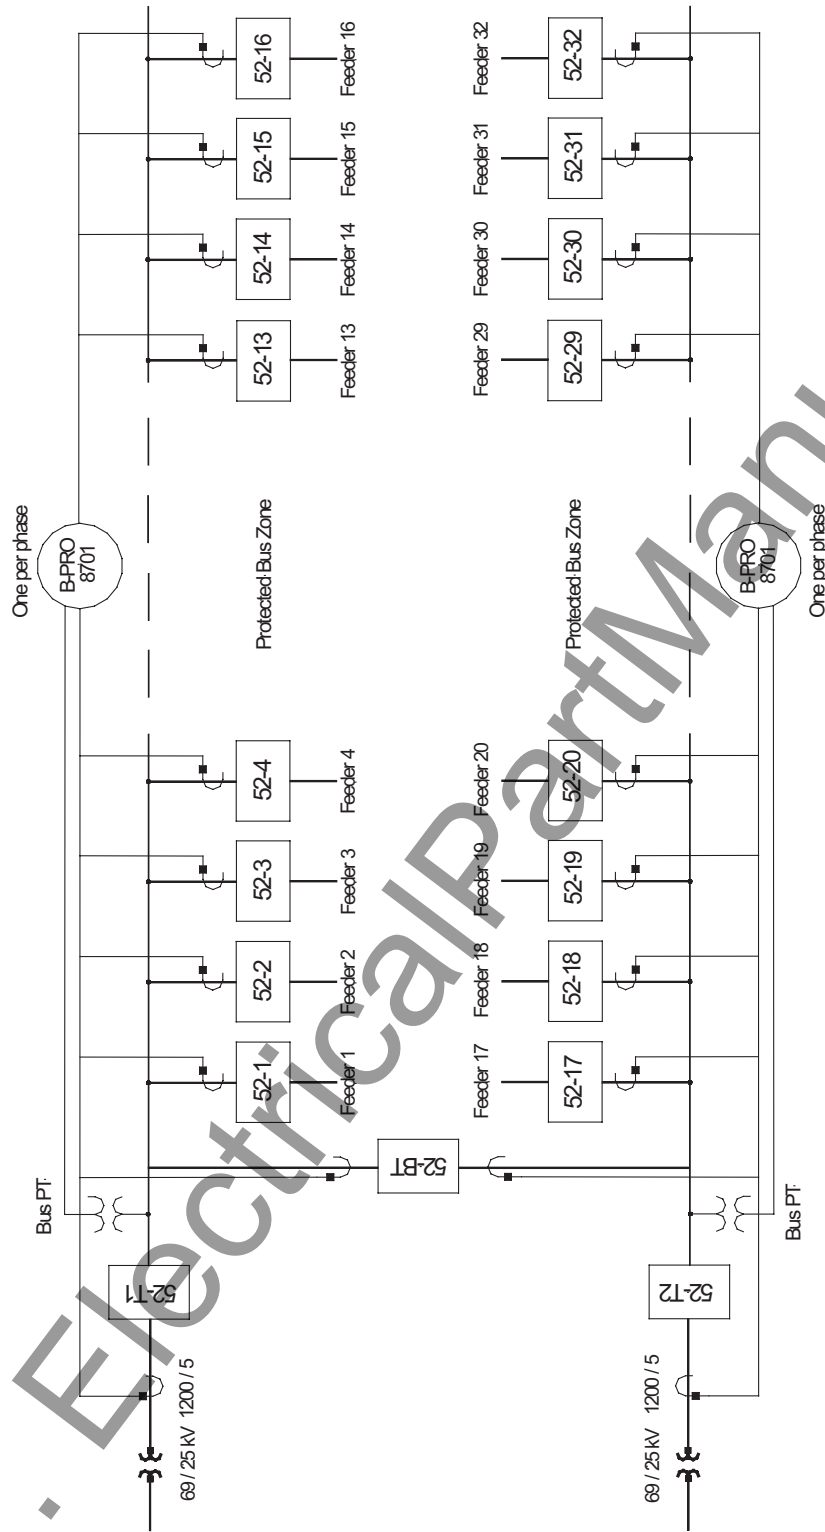 One per phase
B-PRO
8701
Bus PT
69 / 25 kV 1200 / 5
52-T1
52-1
52-2
52-3
52-4
52-13
52-14
52-15
52-16
Feeder 1
Feeder 2
Feeder 3
Feeder 4
Feeder 13
Feeder 14
Feeder 15
Feeder 16
Protected Bus Zone
52-BT
Feeder 17
Feeder 18
Feeder 19
Feeder 20
Feeder 29
Feeder 30
Feeder 31
Feeder 32
Protected Bus Zone
52-17
52-18
52-19
52-20
52-29
52-30
52-31
52-32
52-T2
69 / 25 kV 1200 / 5
Bus PT
B-PRO
8701
One per phase
. ElectricalPartManu